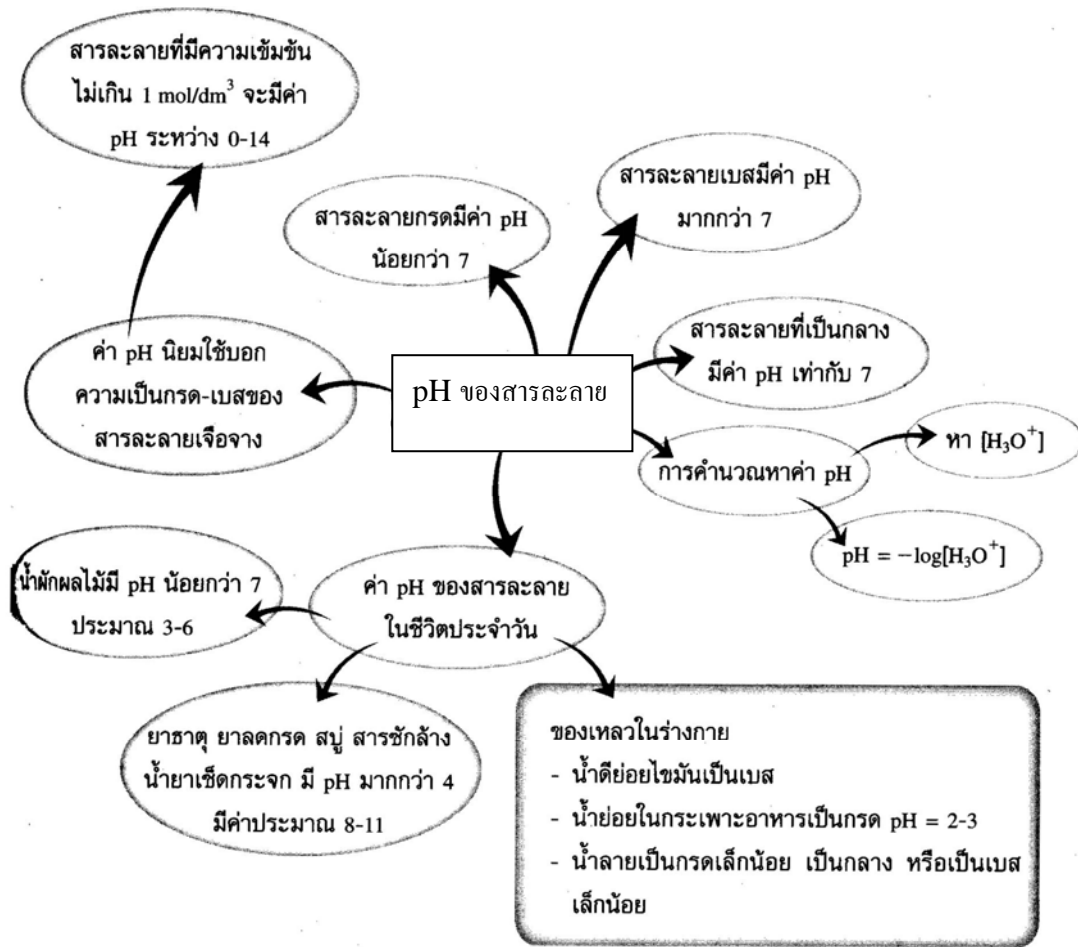 สารละลายที่มีความเข้มข้น
ไม่เกิน 1 mol/dm³ จะมีค่า
pH ระหว่าง 0-14
สารละลายกรดมีค่า pH
น้อยกว่า 7
สารละลายเบสมีค่า pH
มากกว่า 7
ค่า pH นิยมใช้บอก
ความเป็นกรด-เบสของ
สารละลายเจือจาง
pH ของสารละลาย
สารละลายที่เป็นกลาง
มีค่า pH เท่ากับ 7
การคำนวณหาค่า pH
หา [H₃O⁺]
pH = −log[H₃O⁺]
น้ำผักผลไม้มี pH น้อยกว่า 7
ประมาณ 3-6
ค่า pH ของสารละลาย
ในชีวิตประจำวัน
ยาธาตุ ยาลดกรด สบู่ สารซักล้าง
น้ำยาเช็ดกระจก มี pH มากกว่า 4
มีค่าประมาณ 8-11
ของเหลวในร่างกาย
- น้ำดีย่อยไขมันเป็นเบส
- น้ำย่อยในกระเพาะอาหารเป็นกรด pH = 2-3
- น้ำลายเป็นกรดเล็กน้อย เป็นกลาง หรือเป็นเบส
เล็กน้อย